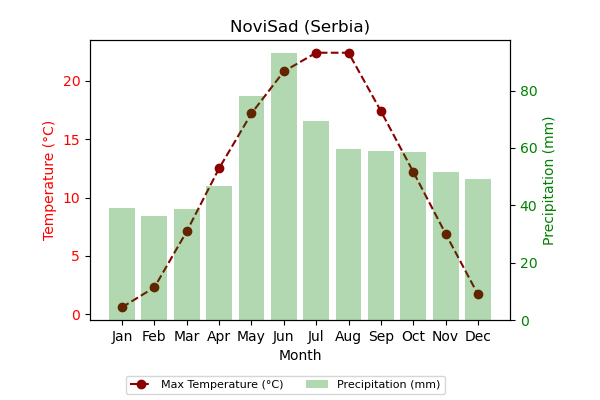 NoviSad (Serbia)
20
15
10
5
0
Temperature (°C)
80
60
40
20
0
Precipitation (mm)
Jan Feb Mar Apr May Jun Jul Aug Sep Oct Nov Dec
Month
Max Temperature (°C) Precipitation (mm)